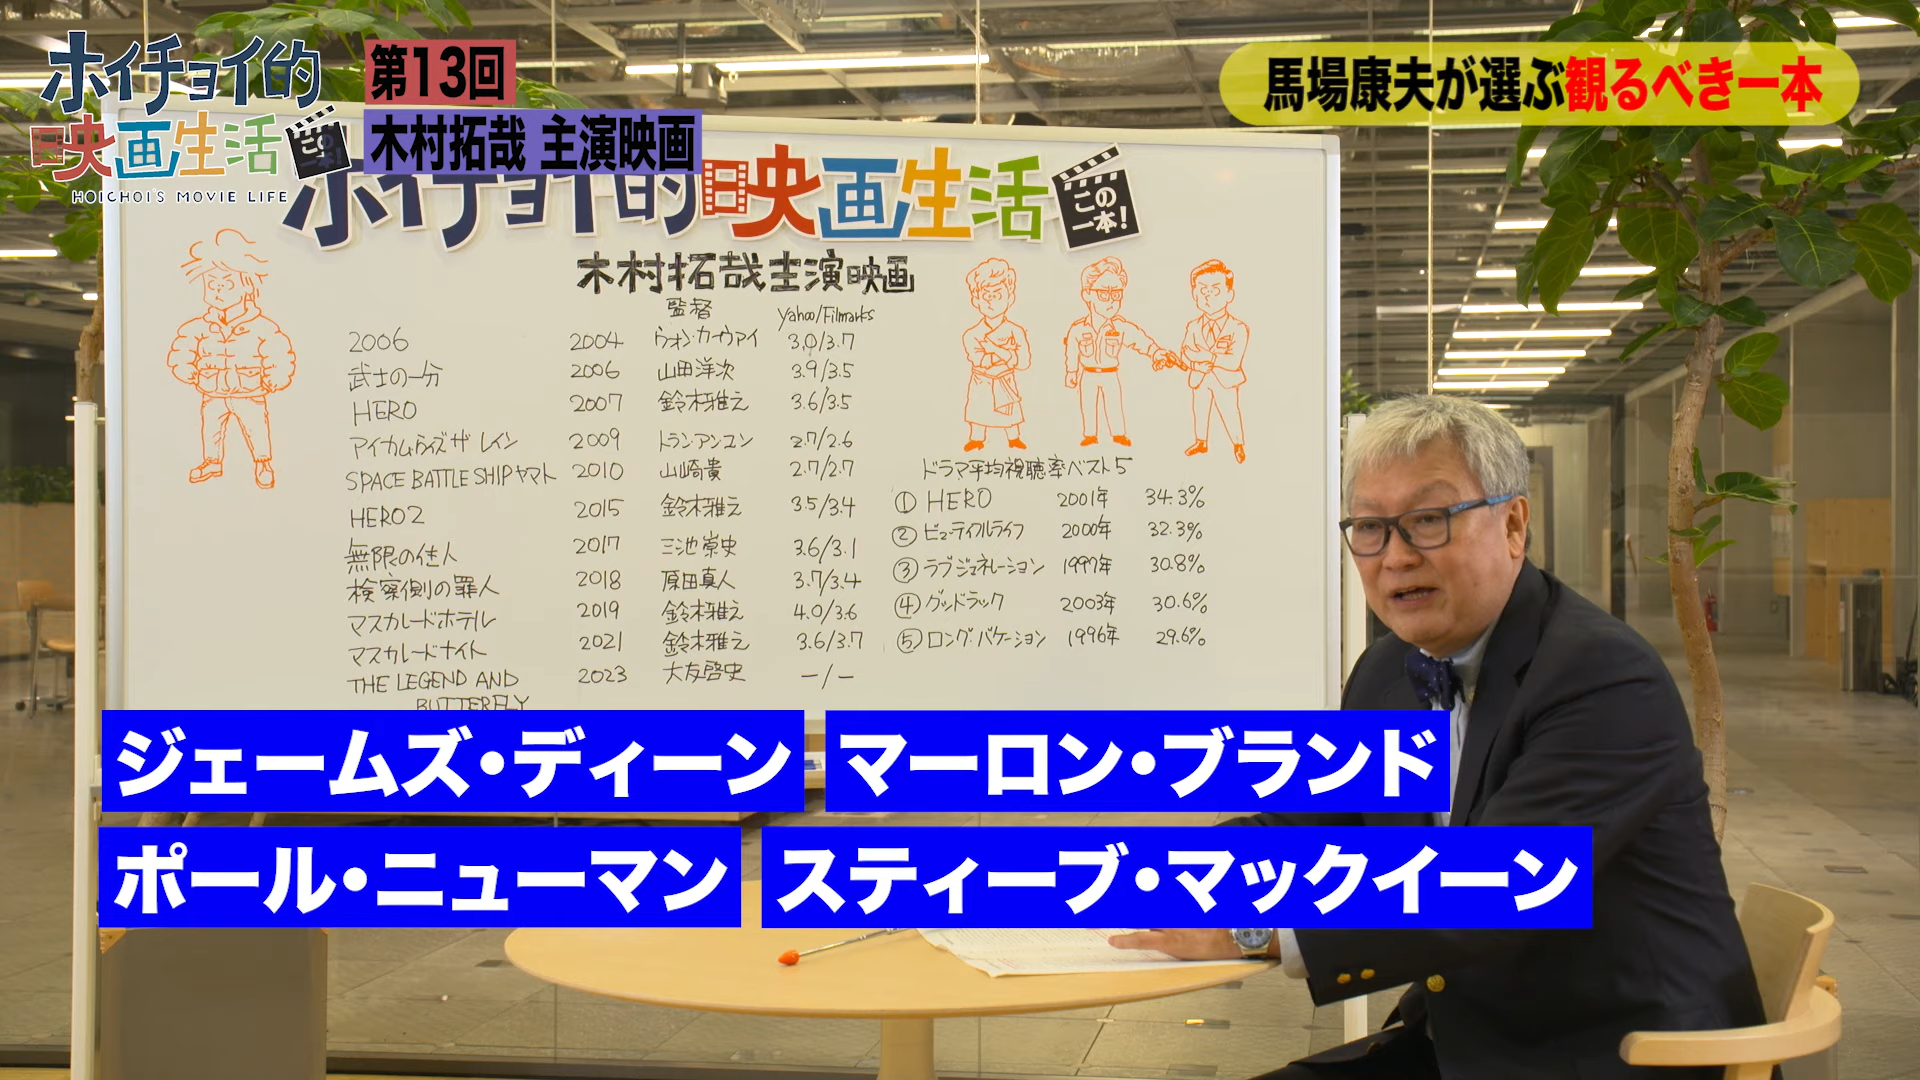 ホイチョイ的
映画生活 この
HOICHOI'S MOVIE LIFE
第13回
木村拓哉 主演映画
馬場康夫が選ぶ観るべき一本
ホイチョイ的映画生活 この一本!
木村拓哉主演映画
監督 Yahoo/Filmarks
2006 2004 ウォン・カーウァイ 3.0/3.7
武士の一分 2006 山田洋次 3.9/3.5
HERO 2007 鈴木雅之 3.6/3.5
アイカムウィズザレイン 2009 トランアンユン 2.7/2.6
SPACE BATTLE SHIP ヤマト 2010 山崎貴 2.7/2.7
HERO2 2015 鈴木雅之 3.5/3.4
無限の住人 2017 三池崇史 3.6/3.1
検察側の罪人 2018 原田真人 3.7/3.4
マスカレードホテル 2019 鈴木雅之 4.0/3.6
マスカレードナイト 2021 鈴木雅之 3.6/3.7
THE LEGEND AND 2023 大友啓史 -/-
BUTTERFLY
ドラマ平均視聴率ベスト5
① HERO 2001年 34.3%
② ビューティフルライフ 2000年 32.3%
③ ラブジェネレーション 1997年 30.8%
④ グッドラック 2003年 30.6%
⑤ ロング・バケーション 1996年 29.6%
ジェームズ・ディーン マーロン・ブランド
ポール・ニューマン スティーブ・マックイーン